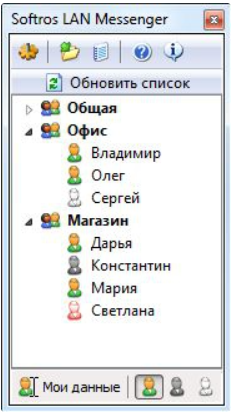 Softros LAN Messenger
Обновить список
Общая
Офис
Владимир
Олег
Сергей
Магазин
Дарья
Константин
Мария
Светлана
Мои данные